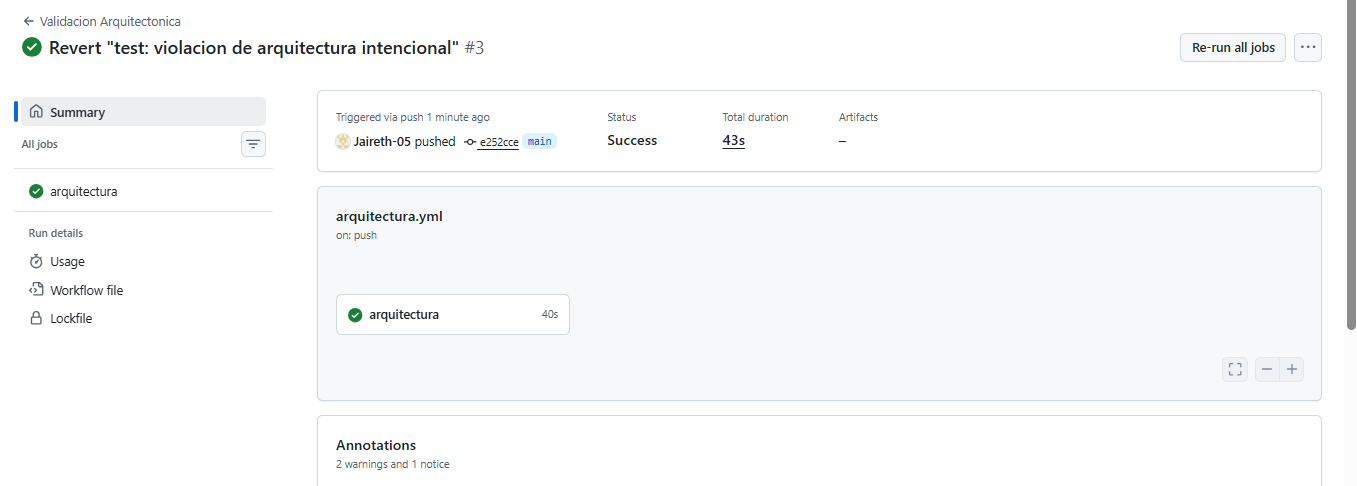 Validacion Arquitectonica
Revert "test: violacion de arquitectura intencional" #3
Re-run all jobs
Summary
All jobs
arquitectura
Run details
Usage
Workflow file
Lockfile
Triggered via push 1 minute ago
Jaireth-05 pushed e252cce main
Status
Success
Total duration
43s
Artifacts
–
arquitectura.yml
on: push
arquitectura 40s
Annotations
2 warnings and 1 notice